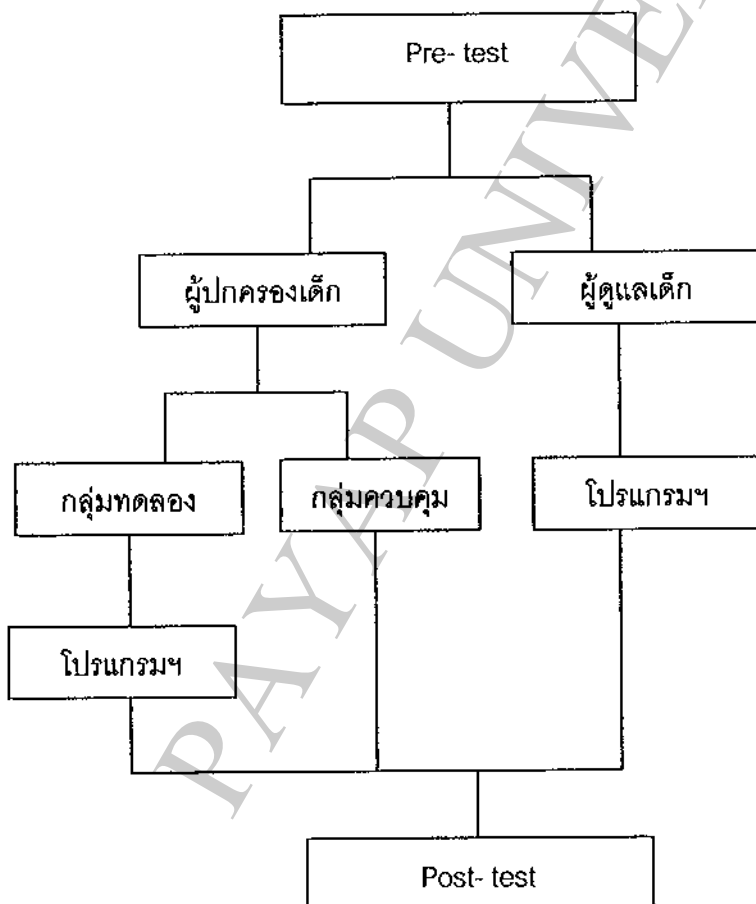 Pre- test
ผู้ปกครองเด็ก
ผู้ดูแลเด็ก
กลุ่มทดลอง
กลุ่มควบคุม
โปรแกรมฯ
โปรแกรมฯ
Post- test
PAYAP UNIVE